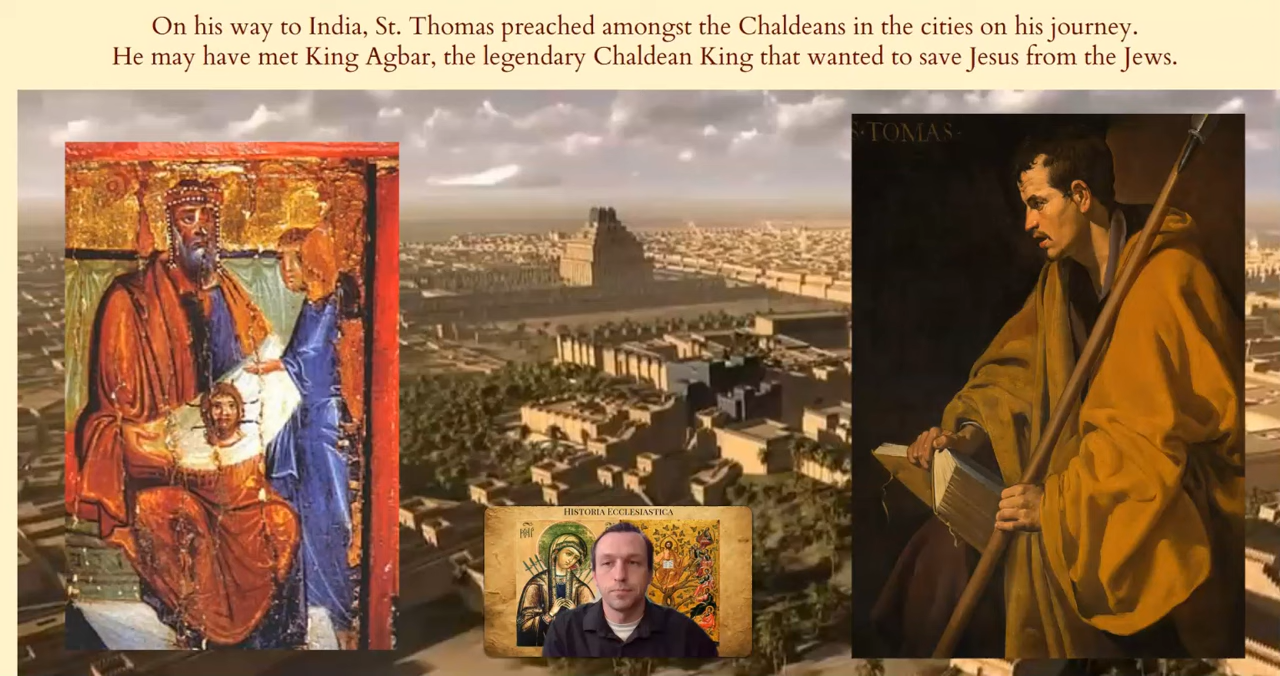 On his way to India, St. Thomas preached amongst the Chaldeans in the cities on his journey.
He may have met King Agbar, the legendary Chaldean King that wanted to save Jesus from the Jews.
S·TOMAS·
Historia Ecclesiastica